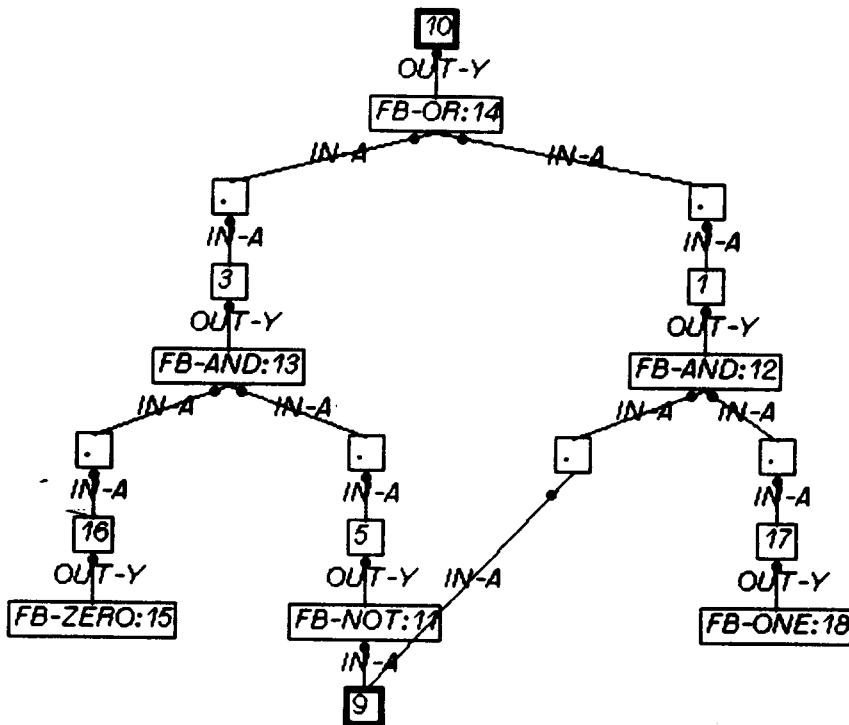 10
OUT-Y
FB-OR:14
IN-A IN-A
. .
IN-A IN-A
3 1
OUT-Y OUT-Y
FB-AND:13 FB-AND:12
IN-A IN-A IN-A IN-A
. . . .
IN-A IN-A IN-A
16 5 17
OUT-Y OUT-Y IN-A OUT-Y
FB-ZERO:15 FB-NOT:11 FB-ONE:18
IN-A
9